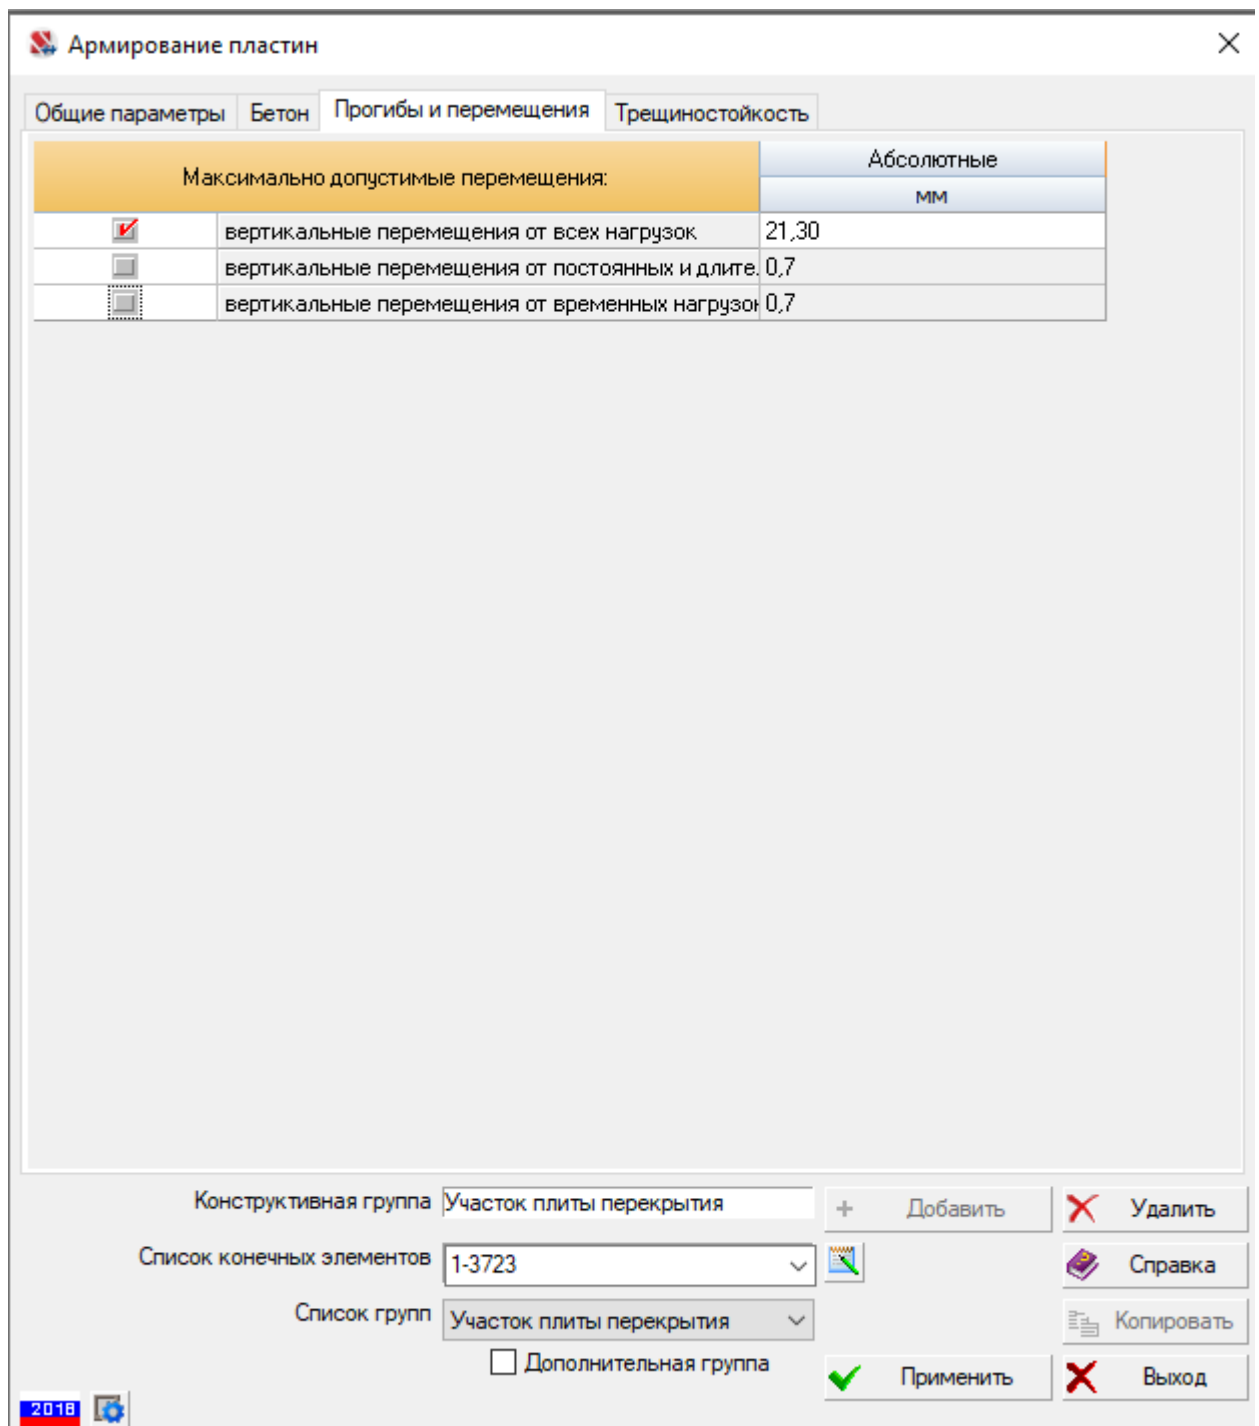 Армирование пластин
Общие параметры Бетон Прогибы и перемещения Трещиностойкость
Максимально допустимые перемещения: Абсолютные
мм
вертикальные перемещения от всех нагрузок 21,30
вертикальные перемещения от постоянных и длите. 0,7
вертикальные перемещения от временных нагрузон 0,7
Конструктивная группа Участок плиты перекрытия + Добавить Удалить
Список конечных элементов 1-3723 Справка
Список групп Участок плиты перекрытия Копировать
Дополнительная группа Применить Выход
2018